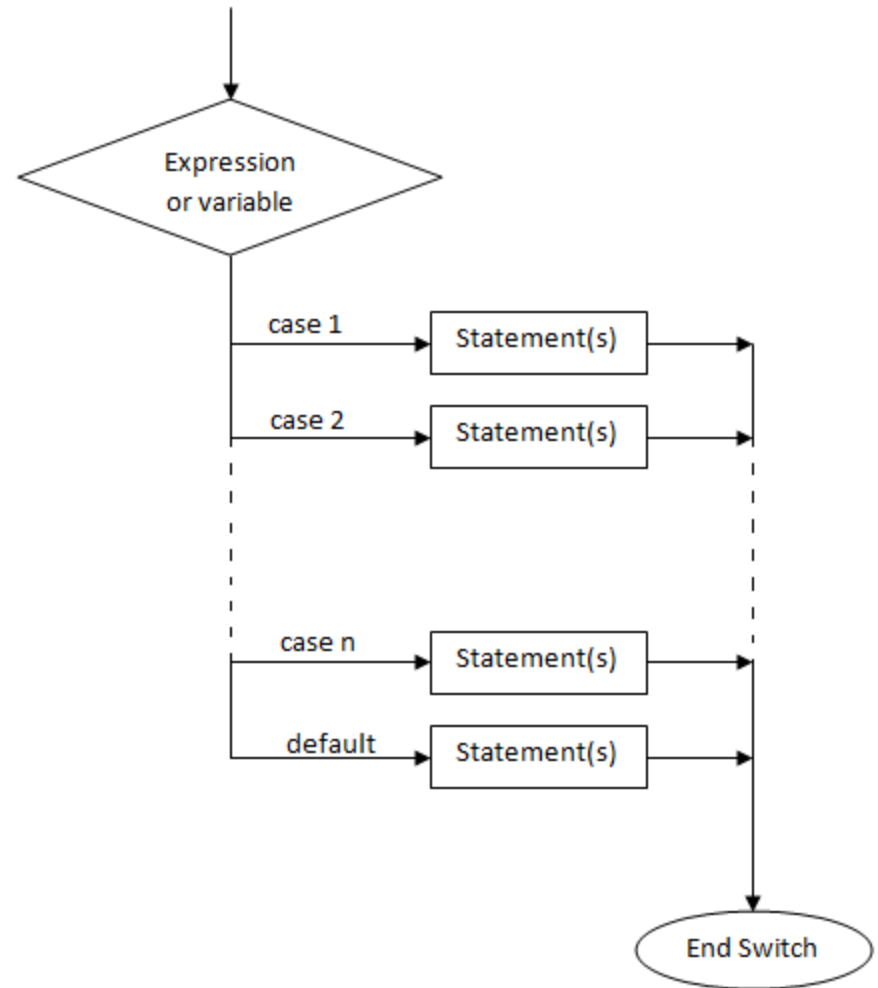 Expression
or variable
case 1
Statement(s)
case 2
Statement(s)
case n
Statement(s)
default
Statement(s)
End Switch